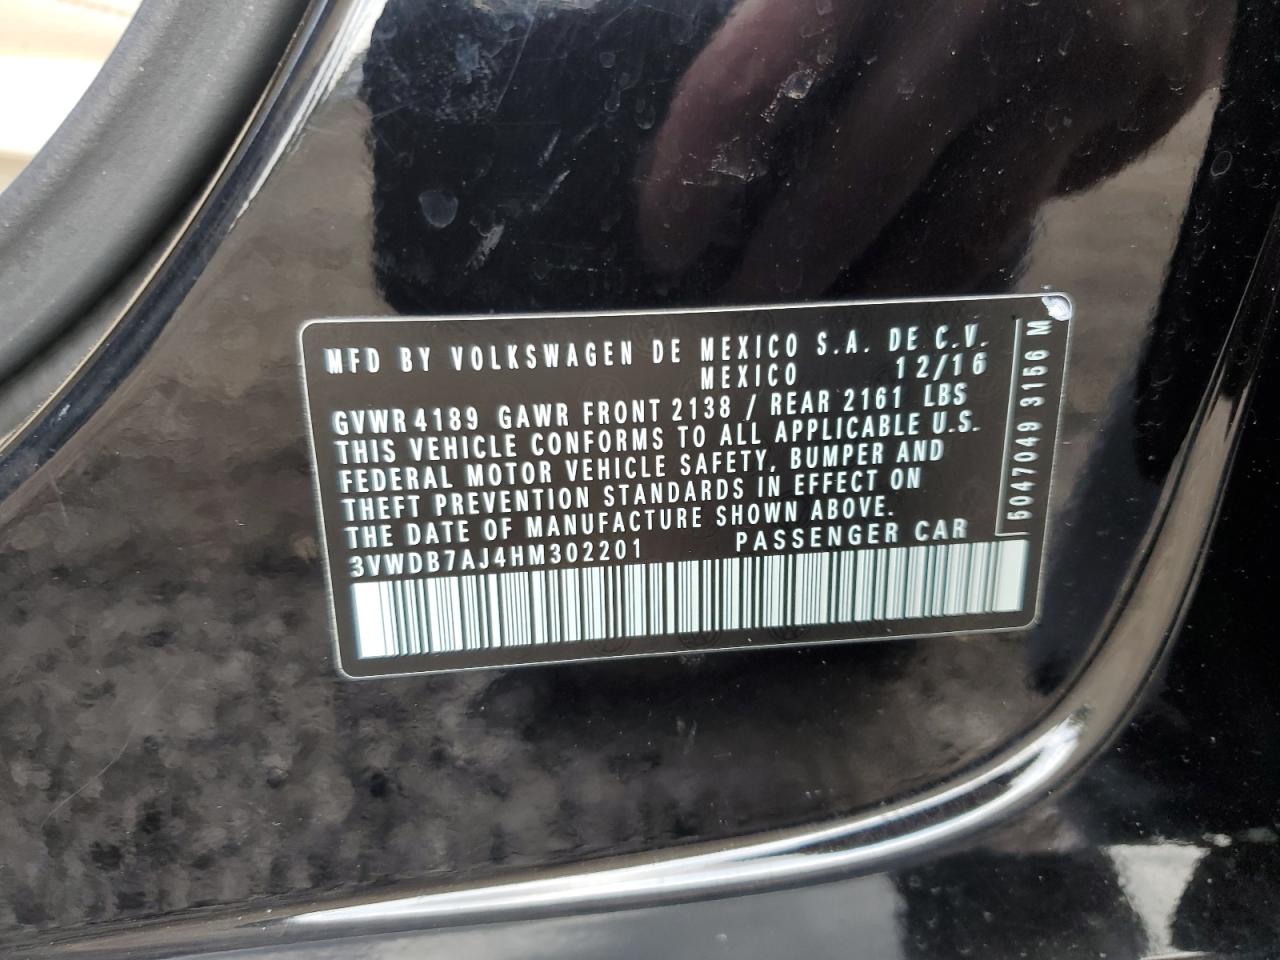 MFD BY VOLKSWAGEN DE MEXICO S.A. DE C.V.
MEXICO 12/16
GVWR 4189 GAWR FRONT 2138 / REAR 2161 LBS
THIS VEHICLE CONFORMS TO ALL APPLICABLE U.S.
FEDERAL MOTOR VEHICLE SAFETY, BUMPER AND
THEFT PREVENTION STANDARDS IN EFFECT ON
THE DATE OF MANUFACTURE SHOWN ABOVE.
3VWDB7AJ4HM302201 PASSENGER CAR
5047049 3156 M